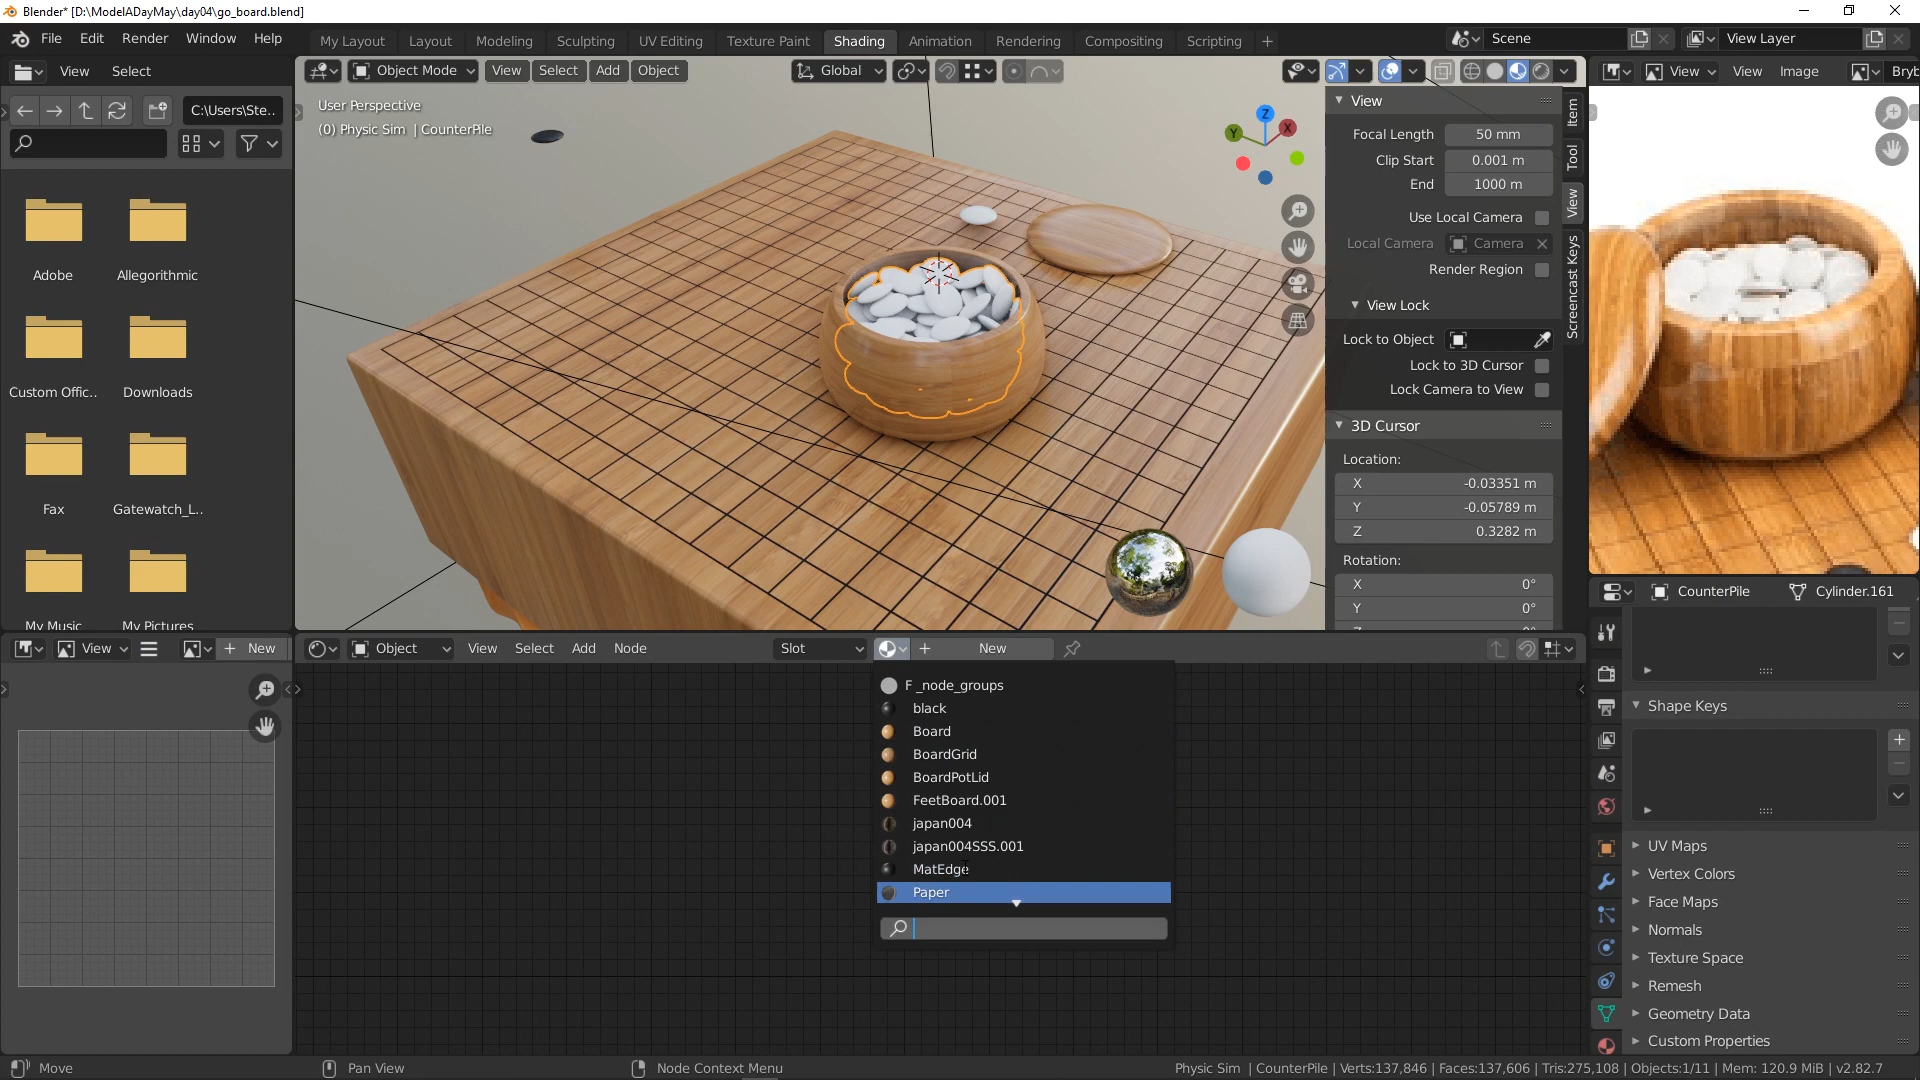 Blender* [D:\ModelADayMay\day04\go_board.blend]
File Edit Render Window Help
My Layout Layout Modeling Sculpting UV Editing Texture Paint Shading Animation Rendering Compositing Scripting +
Scene View Layer
View Select
Object Mode View Select Add Object Global
View View Image Bryb
C:\Users\Ste..
User Perspective
(0) Physic Sim | CounterPile
Z
Y
X
Adobe Allegorithmic
Custom Offic.. Downloads
Fax Gatewatch_L..
My Music My Pictures
View
Focal Length 50 mm
Clip Start 0.001 m
End 1000 m
Use Local Camera
Local Camera Camera
Render Region
View Lock
Lock to Object
Lock to 3D Cursor
Lock Camera to View
3D Cursor
Location:
X -0.03351 m
Y -0.05789 m
Z 0.3282 m
Rotation:
X 0°
Y 0°
Item
Tool
View
Screencast Keys
CounterPile Cylinder.161
View New
Object View Select Add Node Slot New
F _node_groups
black
Board
BoardGrid
BoardPotLid
FeetBoard.001
japan004
japan004SSS.001
MatEdge
Paper
Shape Keys
UV Maps
Vertex Colors
Face Maps
Normals
Texture Space
Remesh
Geometry Data
Custom Properties
Move Pan View Node Context Menu Physic Sim | CounterPile | Verts:137,846 | Faces:137,606 | Tris:275,108 | Objects:1/11 | Mem: 120.9 MiB | v2.82.7